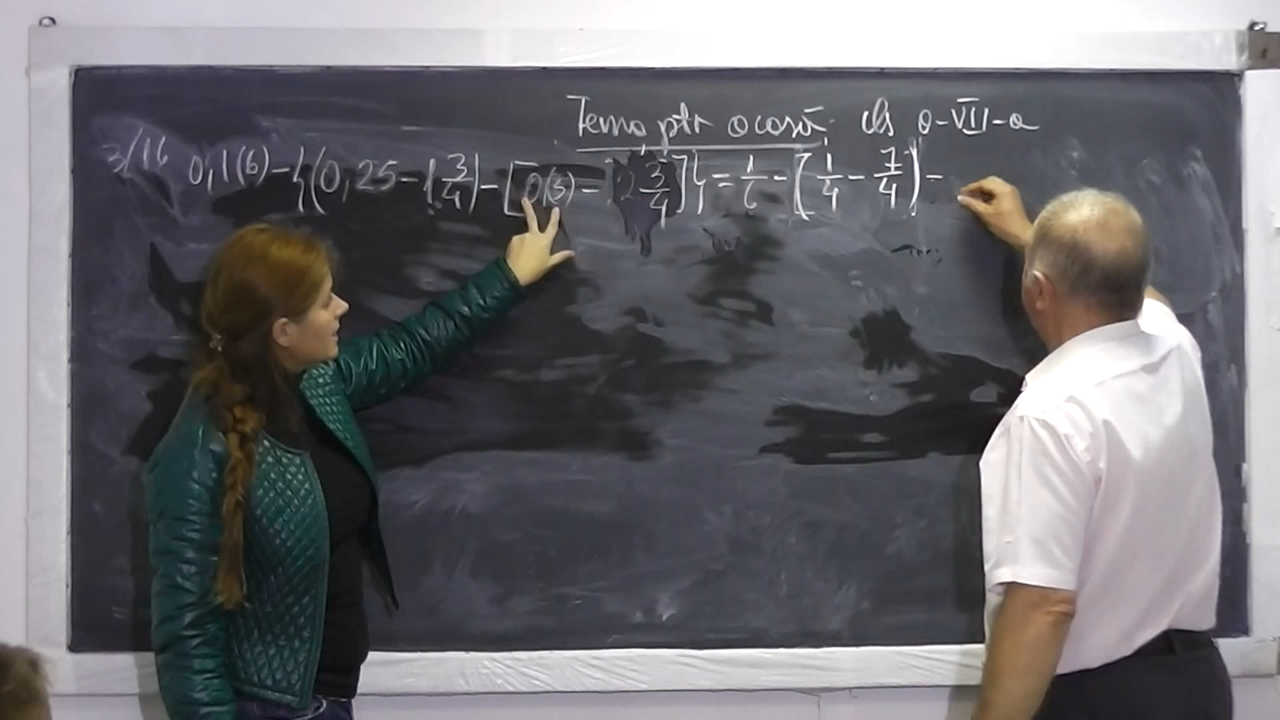 Tema ptr acasă cls a-VII-a
3/16 0,1(6) - {(0,25 - 1 3/4) - [0,(3) - 2 3/4]} = 1/6 - [(1/4 - 7/4) -